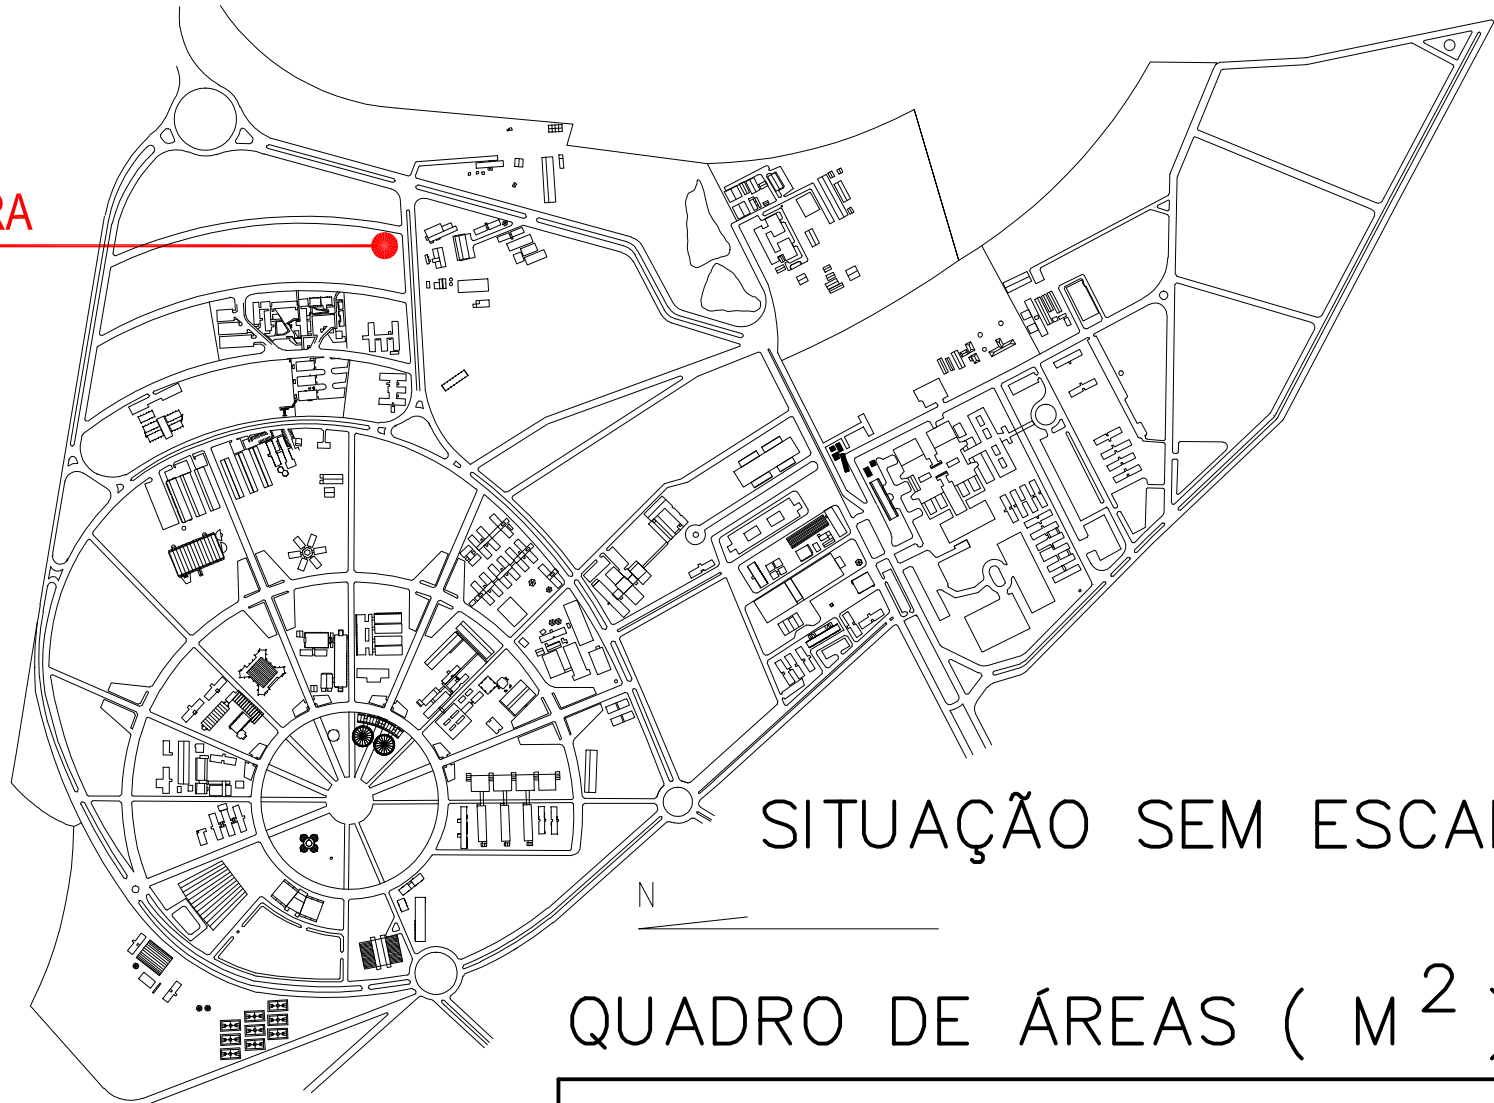 RA
SITUAÇÃO SEM ESCAL
N
QUADRO DE ÁREAS ( M² )